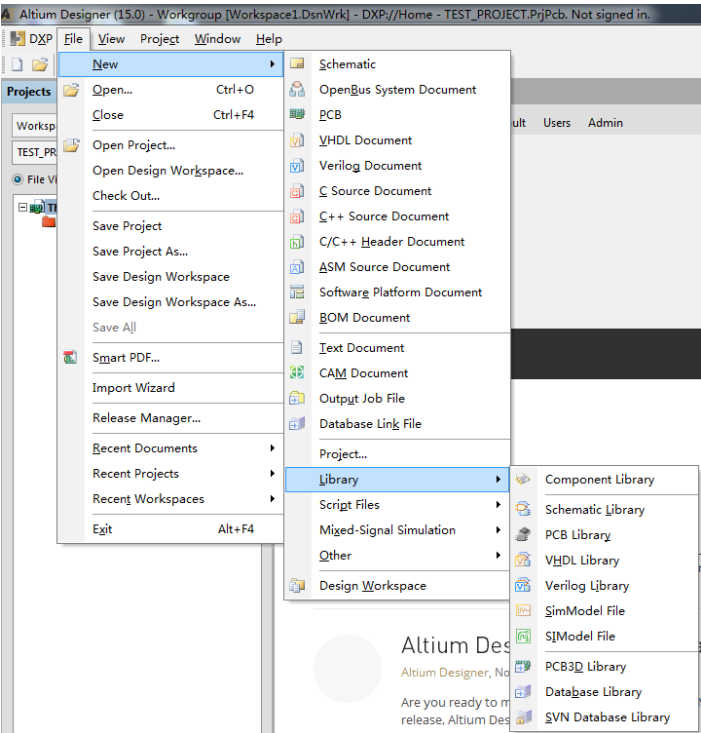 Altium Designer (15.0) - Workgroup [Workspace1.DsnWrk] - DXP://Home - TEST_PROJECT.PrjPcb. Not signed in.
DXP File View Project Window Help
Projects
Worksp
TEST_PR
File Vi
New
Open... Ctrl+O
Close Ctrl+F4
Open Project...
Open Design Workspace...
Check Out...
Save Project
Save Project As...
Save Design Workspace
Save Design Workspace As...
Save All
Smart PDF...
Import Wizard
Release Manager...
Recent Documents
Recent Projects
Recent Workspaces
Exit Alt+F4
Schematic
OpenBus System Document
PCB
VHDL Document
Verilog Document
C Source Document
C++ Source Document
C/C++ Header Document
ASM Source Document
Software Platform Document
BOM Document
Text Document
CAM Document
Output Job File
Database Link File
Project...
Library
Script Files
Mixed-Signal Simulation
Other
Design Workspace
ult Users Admin
Component Library
Schematic Library
PCB Library
VHDL Library
Verilog Library
SimModel File
SIModel File
PCB3D Library
Database Library
SVN Database Library
Altium Des
Altium Designer, No
Are you ready to m
release, Altium Des